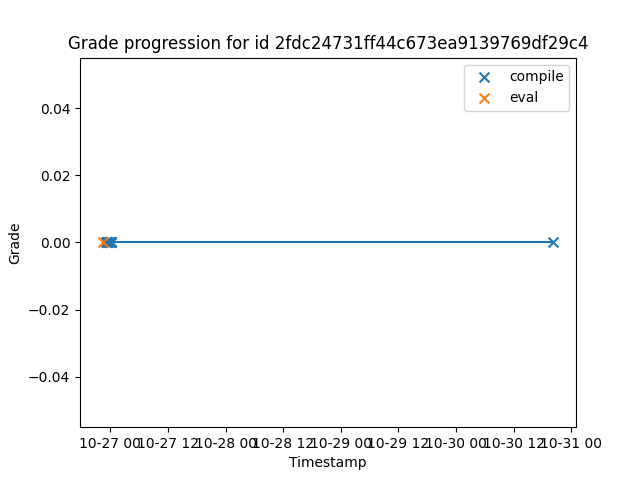 Grade progression for id 2fdc24731ff44c673ea9139769df29c4
compile
eval
0.04
0.02
0.00
−0.02
−0.04
Grade
10-27 00 10-27 12 10-28 00 10-28 12 10-29 00 10-29 12 10-30 00 10-30 12 10-31 00
Timestamp